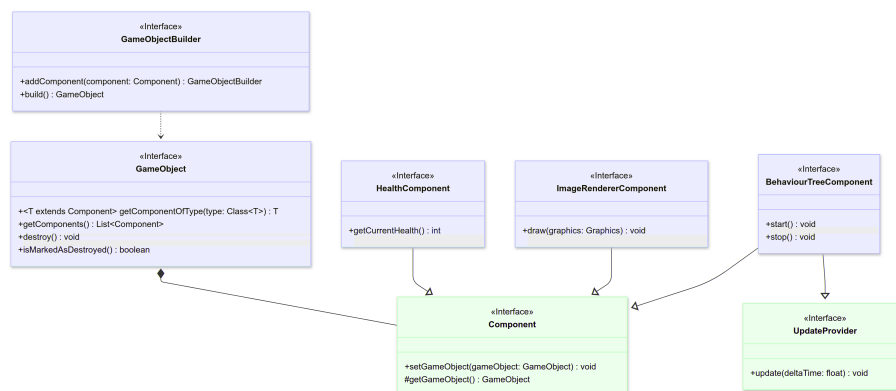 «Interface»
GameObjectBuilder
+addComponent(component: Component) : GameObjectBuilder
+build() : GameObject
«Interface»
GameObject
+<T extends Component> getComponentOfType(type: Class<T>) : T
+getComponents() : List<Component>
+destroy() : void
+isMarkedAsDestroyed() : boolean
«Interface»
HealthComponent
+getCurrentHealth() : int
«Interface»
ImageRendererComponent
+draw(graphics: Graphics) : void
«Interface»
BehaviourTreeComponent
+start() : void
+stop() : void
«Interface»
Component
+setGameObject(gameObject: GameObject) : void
#getGameObject() : GameObject
«Interface»
UpdateProvider
+update(deltaTime: float) : void